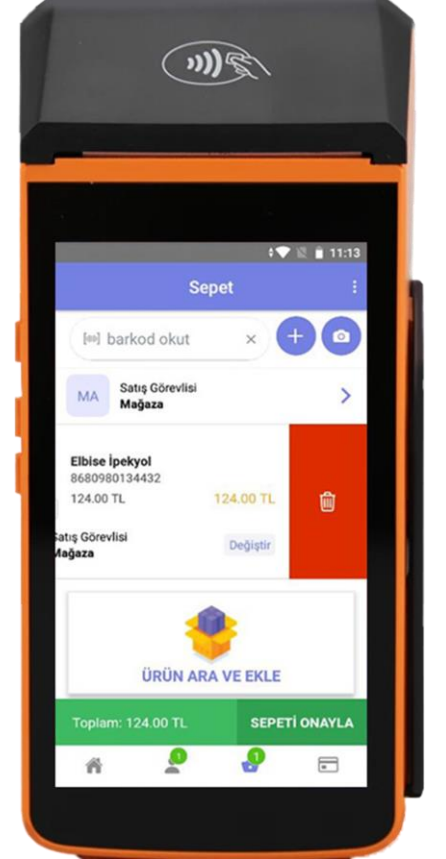 11:13
Sepet
barkod okut
MA
Satış Görevlisi
Mağaza
Elbise İpekyol
8680980134432
124.00 TL
124.00 TL
Satış Görevlisi
Mağaza
Değiştir
ÜRÜN ARA VE EKLE
Toplam: 124.00 TL
SEPETİ ONAYLA
1
1